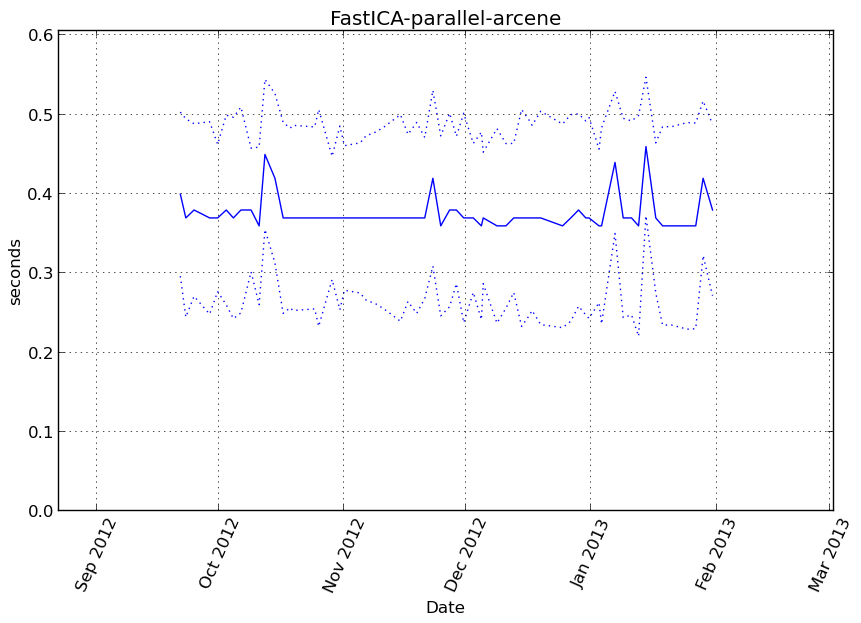 FastICA-parallel-arcene
0.6
0.5
0.4
0.3
0.2
0.1
0.0
seconds
Sep 2012
Oct 2012
Nov 2012
Dec 2012
Jan 2013
Feb 2013
Mar 2013
Date